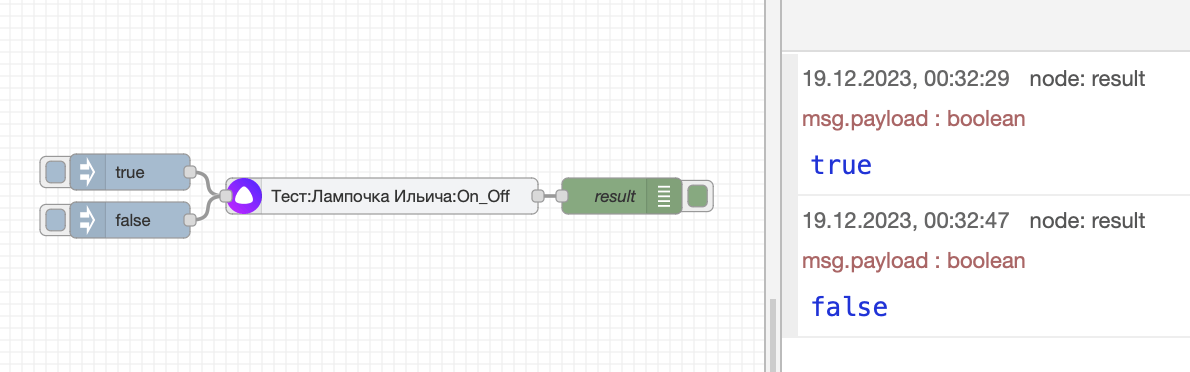 true
false
Тест:Лампочка Ильича:On_Off
result
19.12.2023, 00:32:29 node: result
msg.payload : boolean
true
19.12.2023, 00:32:47 node: result
msg.payload : boolean
false